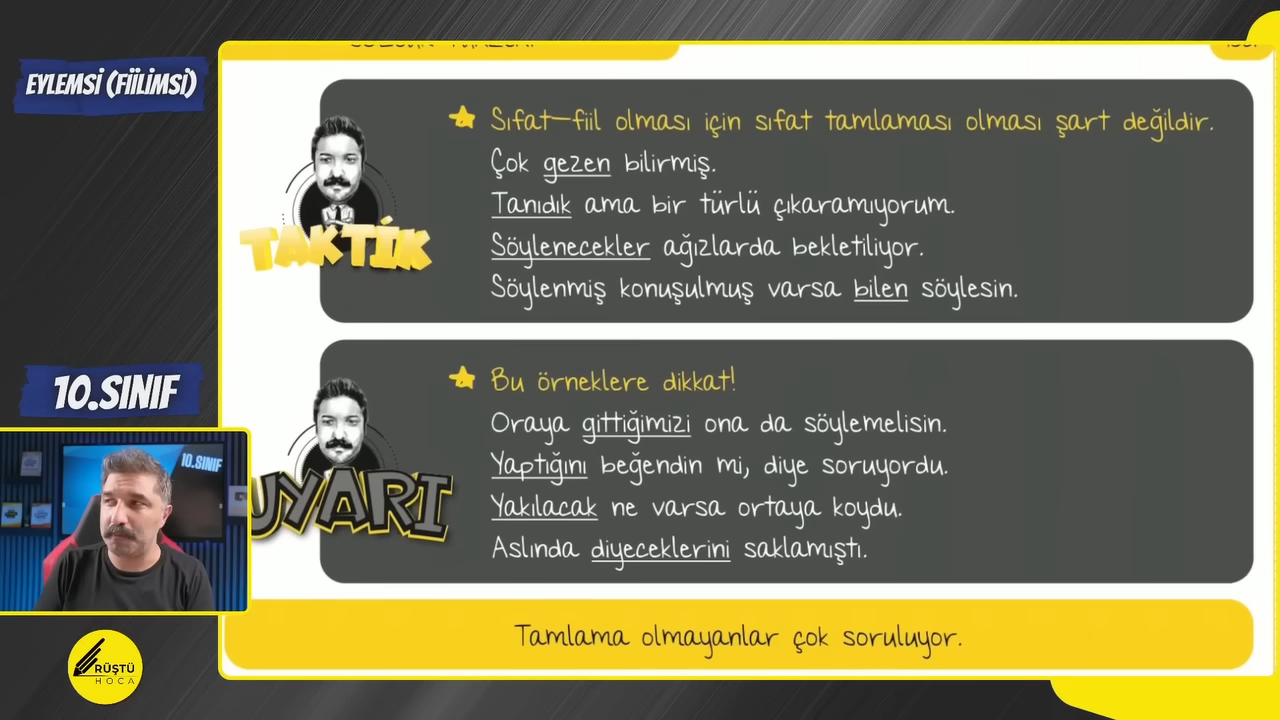 EYLEMSİ (FİİLİMSİ)
TAKTİK
Sıfat-fiil olması için sıfat tamlaması olması şart değildir.
Çok gezen bilirmiş.
Tanıdık ama bir türlü çıkaramıyorum.
Söylenecekler ağızlarda bekletiliyor.
Söylenmiş konuşulmuş varsa bilen söylesin.
10.SINIF
10.SINIF
UYARI
Bu örneklere dikkat!
Oraya gittiğimizi ona da söylemelisin.
Yaptığını beğendin mi, diye soruyordu.
Yakılacak ne varsa ortaya koydu.
Aslında diyeceklerini saklamıştı.
Tamlama olmayanlar çok soruluyor.
RÜŞTÜ
HOCA